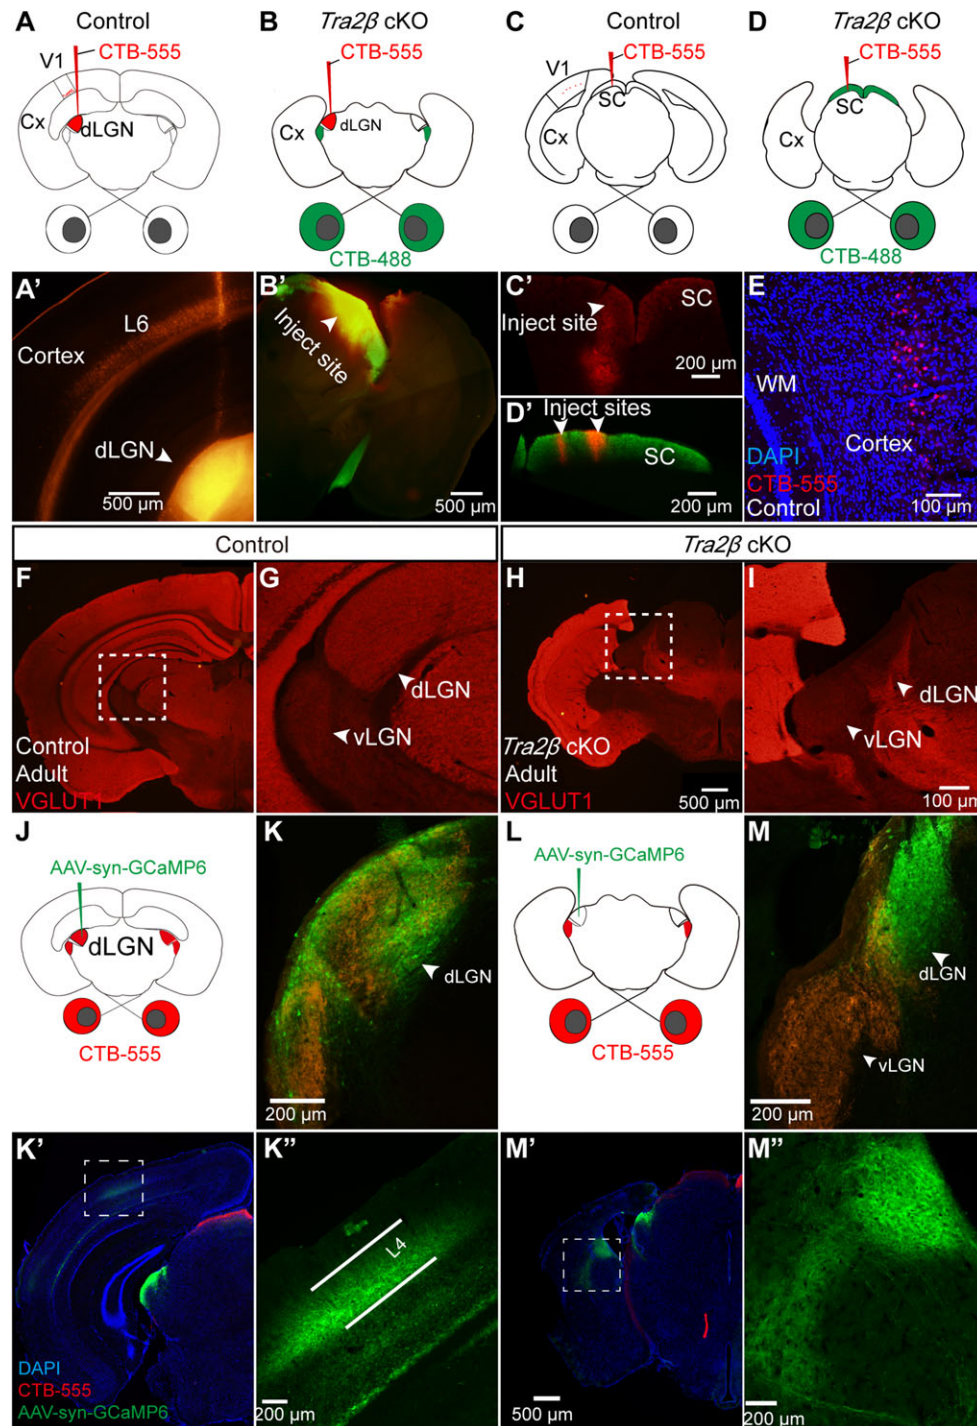 A
Control
CTB-555
V1
Cx
dLGN
B
Tra2β cKO
CTB-555
Cx
dLGN
CTB-488
C
Control
CTB-555
V1
SC
Cx
D
Tra2β cKO
CTB-555
SC
Cx
CTB-488
A'
L6
Cortex
dLGN
500 µm
B'
Inject site
500 µm
C'
SC
Inject site
200 µm
D'
Inject sites
SC
200 µm
E
WM
Cortex
DAPI
CTB-555
Control
100 µm
Control
Tra2β cKO
F
Control
Adult
VGLUT1
G
dLGN
vLGN
H
Tra2β cKO
Adult
VGLUT1
500 µm
I
dLGN
vLGN
100 µm
J
AAV-syn-GCaMP6
dLGN
CTB-555
K
dLGN
200 µm
L
AAV-syn-GCaMP6
CTB-555
M
dLGN
vLGN
200 µm
K'
DAPI
CTB-555
AAV-syn-GCaMP6
K"
L4
200 µm
M'
500 µm
M"
200 µm